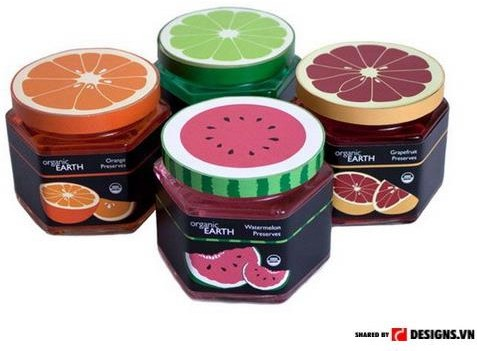 organic
EARTH
Orange
Preserves
organic
EARTH
Grapefruit
Preserves
organic
EARTH
Watermelon
Preserves
SHARED BY DESIGNS.VN